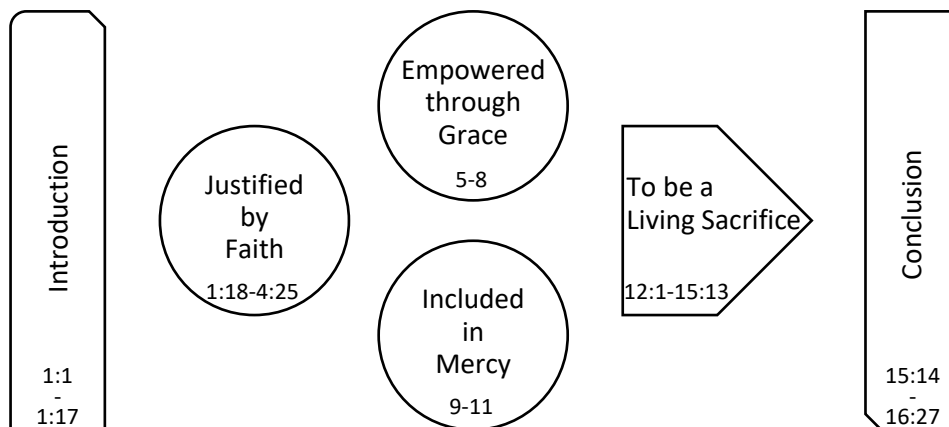 Introduction
1:1
-
1:17
Justified
by
Faith
1:18-4:25
Empowered
through
Grace
5-8
Included
in
Mercy
9-11
To be a
Living Sacrifice
12:1-15:13
Conclusion
15:14
-
16:27